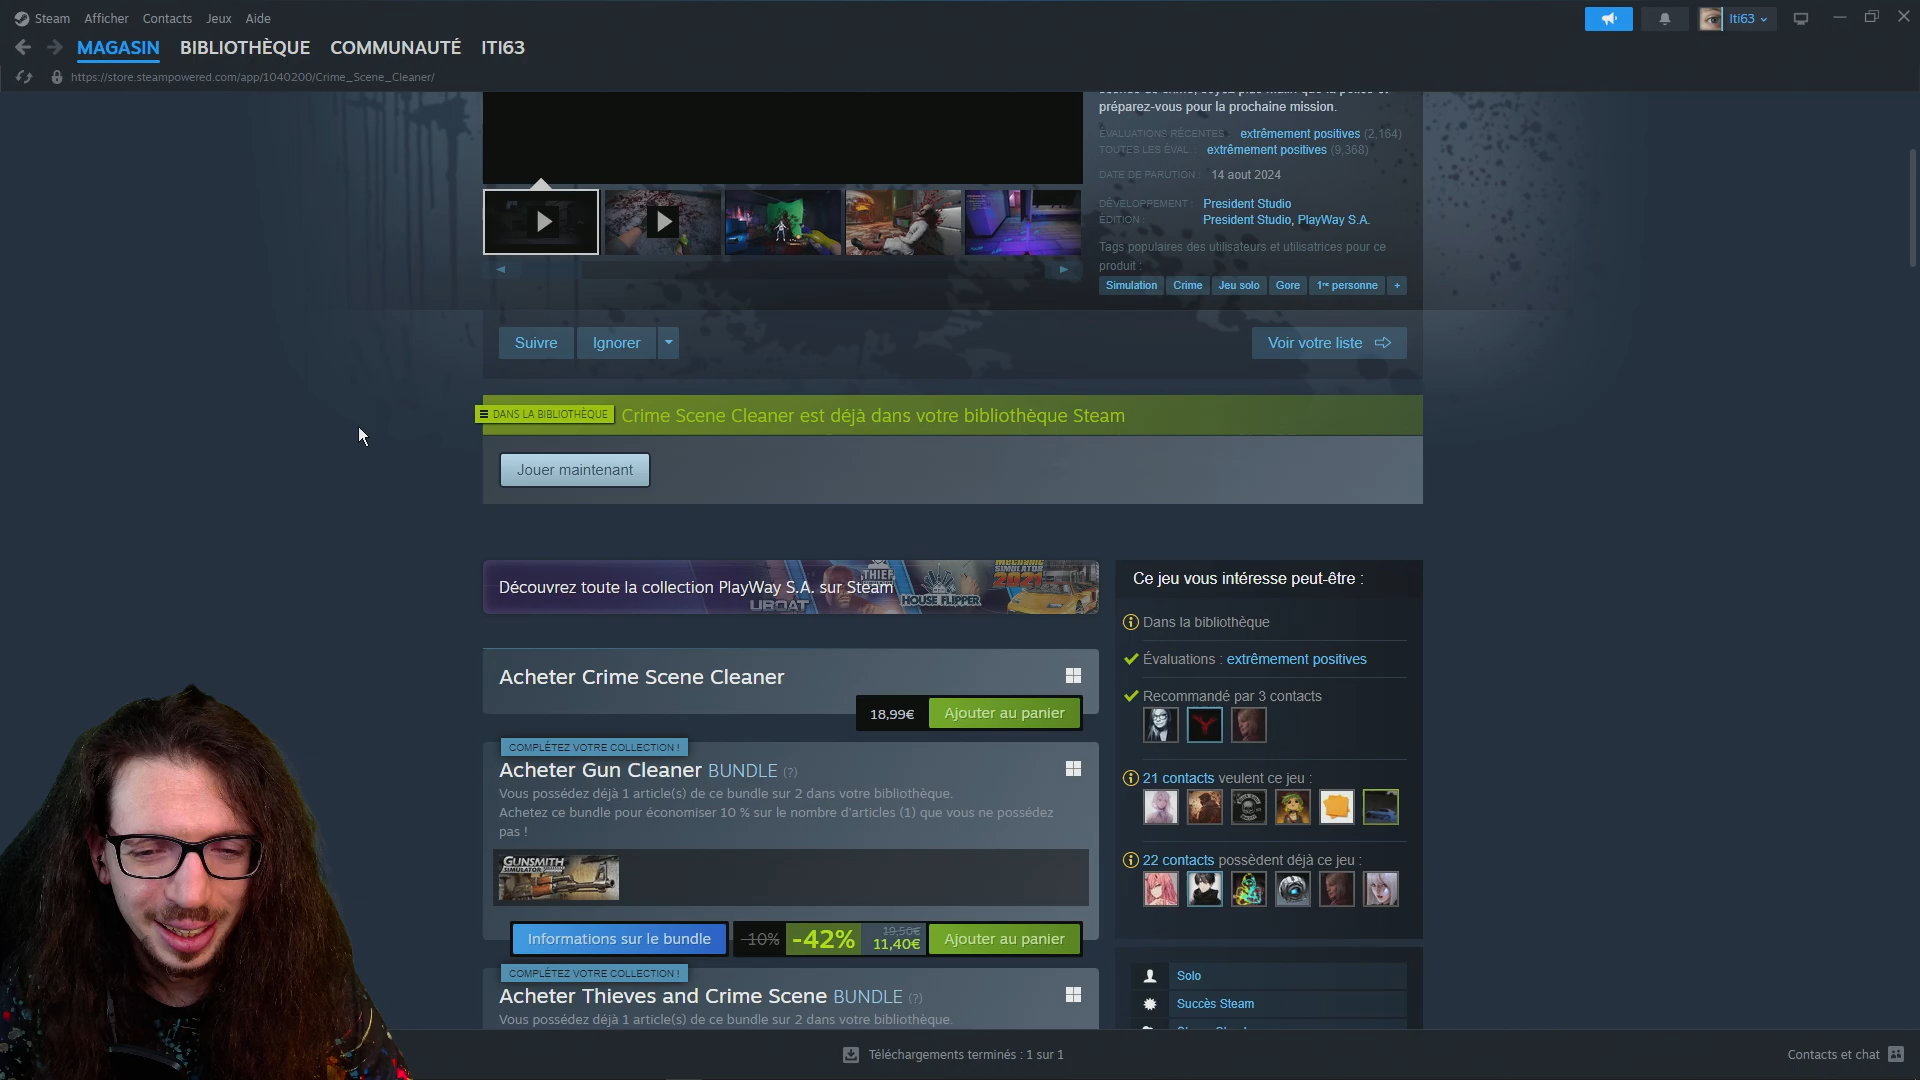 Steam Afficher Contacts Jeux Aide
Iti63
MAGASIN BIBLIOTHÈQUE COMMUNAUTÉ ITI63
https://store.steampowered.com/app/1040200/Crime_Scene_Cleaner/
préparez-vous pour la prochaine mission.
ÉVALUATIONS RÉCENTES : extrêmement positives (2,164)
TOUTES LES ÉVAL. : extrêmement positives (9,368)
DATE DE PARUTION : 14 aout 2024
DÉVELOPPEMENT : President Studio
ÉDITION : President Studio, PlayWay S.A.
Tags populaires des utilisateurs et utilisatrices pour ce
produit :
Simulation Crime Jeu solo Gore 1re personne +
Suivre Ignorer Voir votre liste
DANS LA BIBLIOTHÈQUE Crime Scene Cleaner est déjà dans votre bibliothèque Steam
Jouer maintenant
Découvrez toute la collection PlayWay S.A. sur Steam
UBOAT
THIEF
HOUSE FLIPPER
MECHANIC
SIMULATOR
2021
Acheter Crime Scene Cleaner
18,99€ Ajouter au panier
COMPLÉTEZ VOTRE COLLECTION !
Acheter Gun Cleaner BUNDLE (?)
Vous possédez déjà 1 article(s) de ce bundle sur 2 dans votre bibliothèque.
Achetez ce bundle pour économiser 10 % sur le nombre d'articles (1) que vous ne possédez
pas !
GUNSMITH
SIMULATOR
Informations sur le bundle -10% -42% 19,50€ 11,40€ Ajouter au panier
COMPLÉTEZ VOTRE COLLECTION !
Acheter Thieves and Crime Scene BUNDLE (?)
Vous possédez déjà 1 article(s) de ce bundle sur 2 dans votre bibliothèque.
Ce jeu vous intéresse peut-être :
Dans la bibliothèque
Évaluations : extrêmement positives
Recommandé par 3 contacts
21 contacts veulent ce jeu :
22 contacts possèdent déjà ce jeu :
Solo
Succès Steam
Téléchargements terminés : 1 sur 1
Contacts et chat